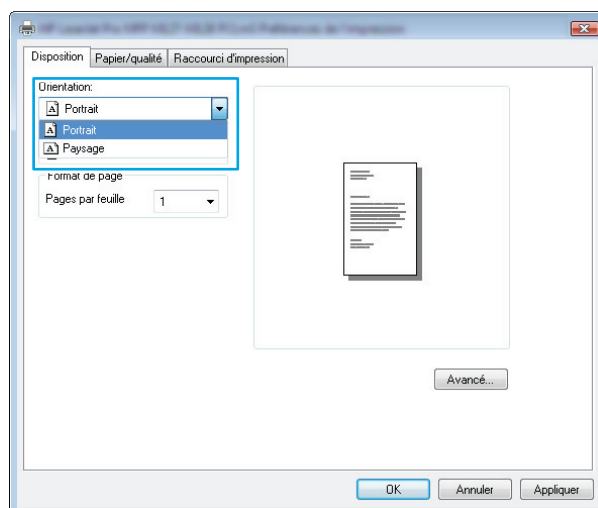 Disposition
Papier/qualité
Raccourci d'impression
Orientation:
Portrait
Portrait
Paysage
Format de page
Pages par feuille
1
Avancé...
OK
Annuler
Appliquer